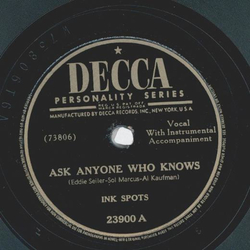 DECCA
PERSONALITY SERIES
REG. U.S. PAT. OFF.
MANUFACTURED BY DECCA RECORDS, INC., NEW YORK, U.S.A.
(73806)
Vocal
With Instrumental
Accompaniment
ASK ANYONE WHO KNOWS
(Eddie Seiler-Sol Marcus-Al Kaufman)
INK SPOTS
23900 A